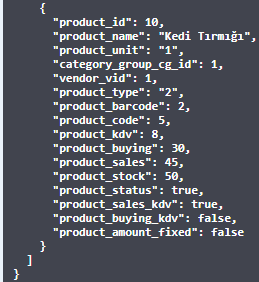 {
"product_id": 10,
"product_name": "Kedi Tırmığı",
"product_unit": "1",
"category_group_cg_id": 1,
"vendor_vid": 1,
"product_type": "2",
"product_barcode": 2,
"product_code": 5,
"product_kdv": 8,
"product_buying": 30,
"product_sales": 45,
"product_stock": 50,
"product_status": true,
"product_sales_kdv": true,
"product_buying_kdv": false,
"product_amount_fixed": false
}
]
}